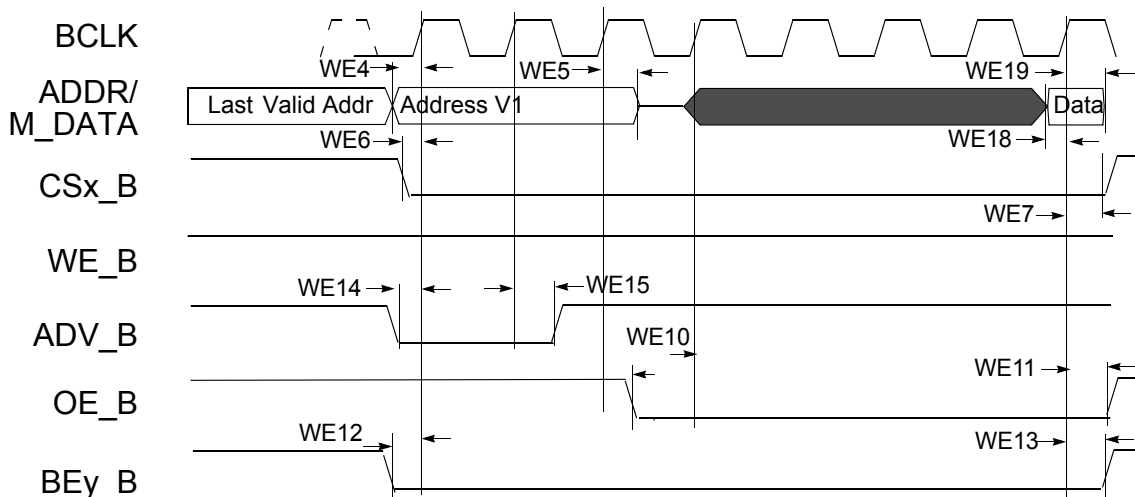 BCLK
WE4
WE5
WE19
ADDR/
M_DATA
Last Valid Addr
Address V1
Data
WE6
WE18
CSx_B
WE7
WE_B
WE14
WE15
ADV_B
WE10
WE11
OE_B
WE12
WE13
BEy_B